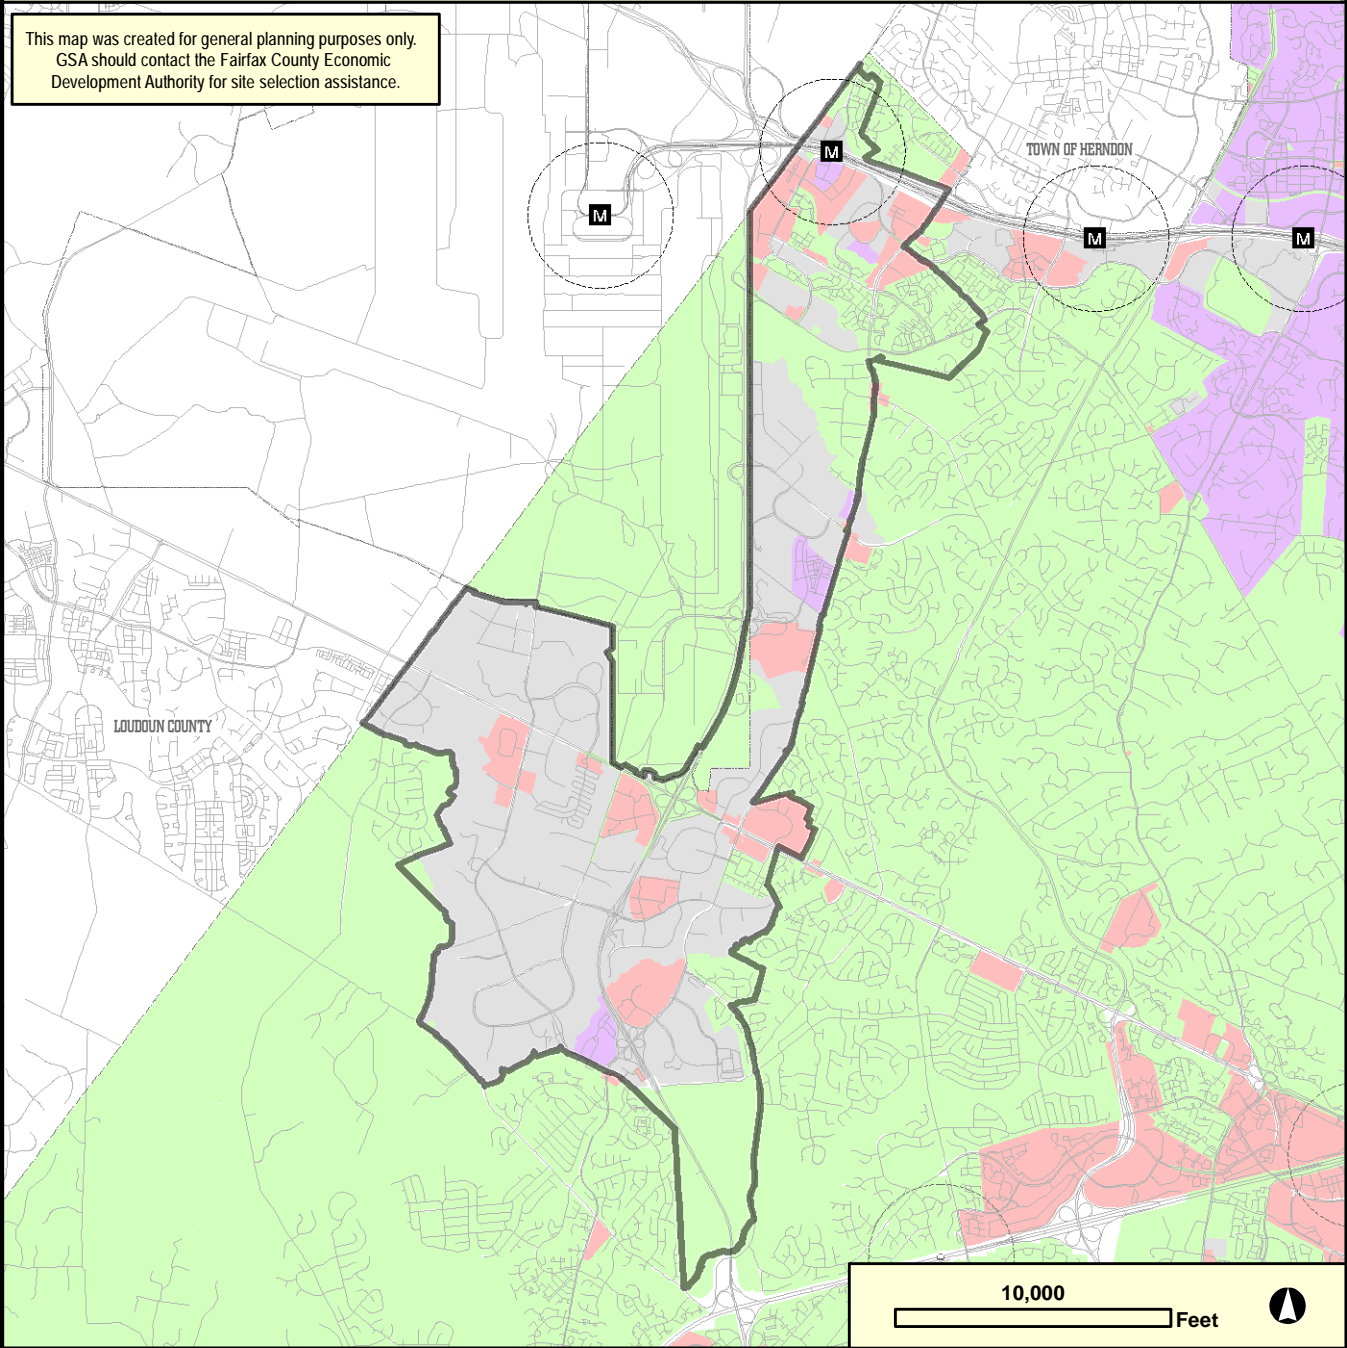 This map was created for general planning purposes only.
GSA should contact the Fairfax County Economic
Development Authority for site selection assistance.
M
TOWN OF HERNDON
M
M
M
LOUDOUN COUNTY
10,000
Feet